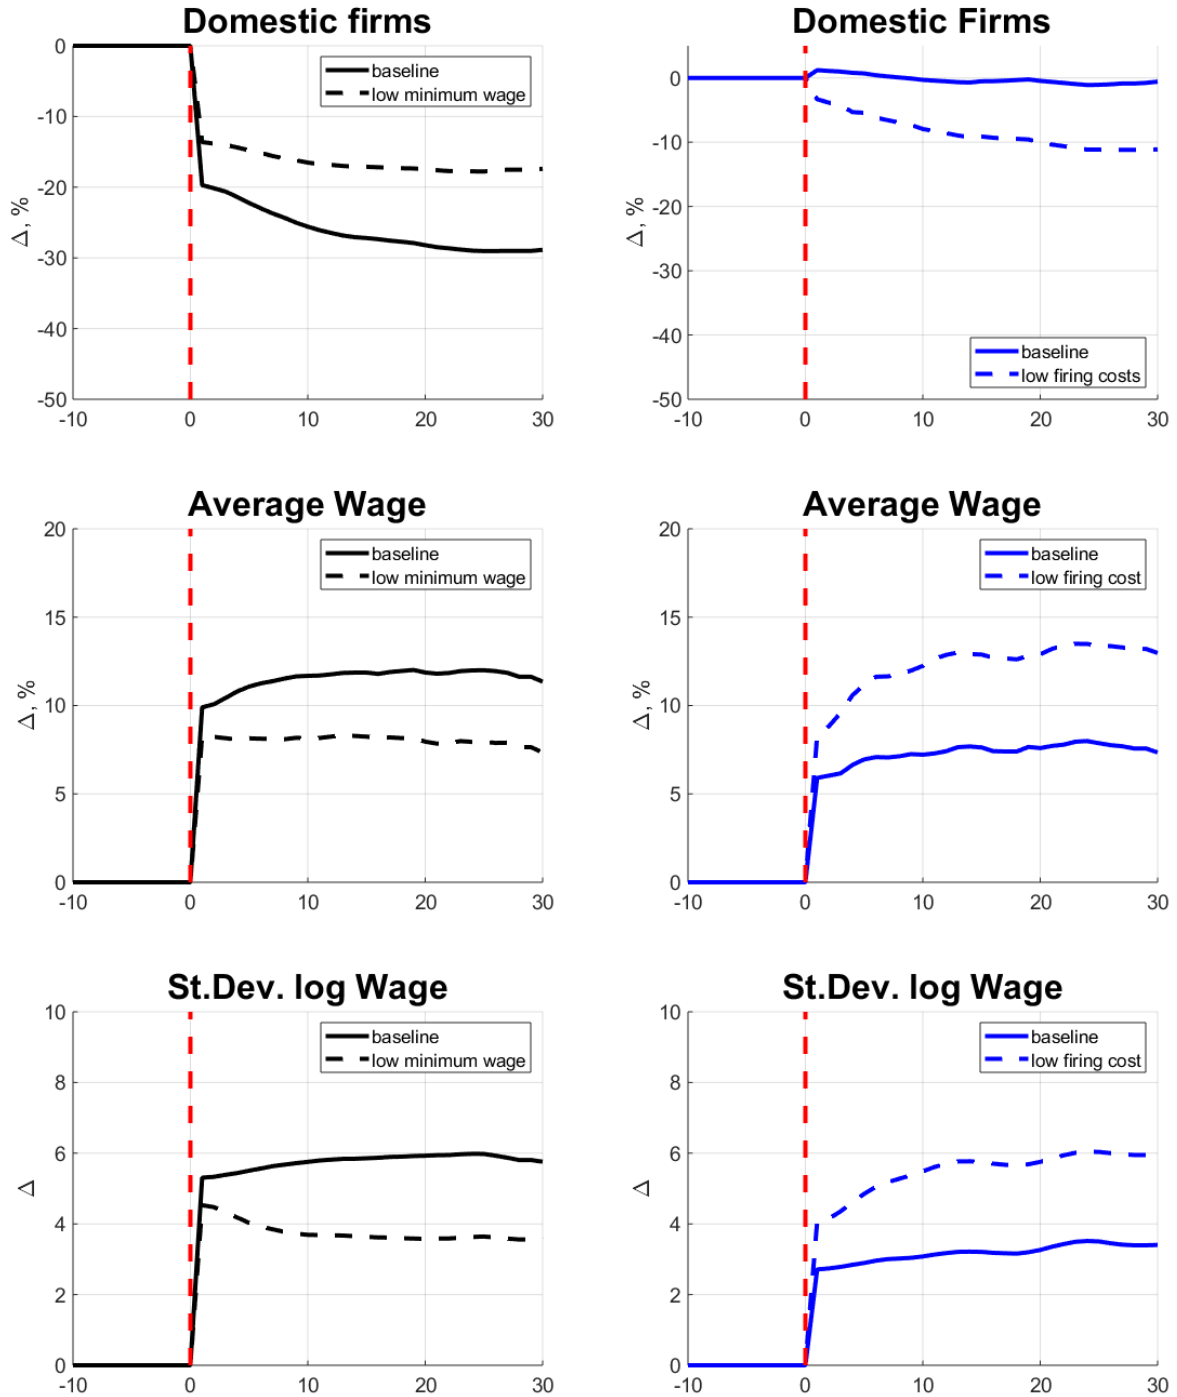 Domestic firms
0
-10
-20
-30
-40
-50
Δ, %
-10 0 10 20 30
baseline
low minimum wage
Domestic Firms
0
-10
-20
-30
-40
-50
Δ, %
-10 0 10 20 30
baseline
low firing costs
Average Wage
20
15
10
5
0
Δ, %
-10 0 10 20 30
baseline
low minimum wage
Average Wage
20
15
10
5
0
Δ, %
-10 0 10 20 30
baseline
low firing cost
St.Dev. log Wage
10
8
6
4
2
0
Δ
-10 0 10 20 30
baseline
low minimum wage
St.Dev. log Wage
10
8
6
4
2
0
Δ
-10 0 10 20 30
baseline
low firing cost